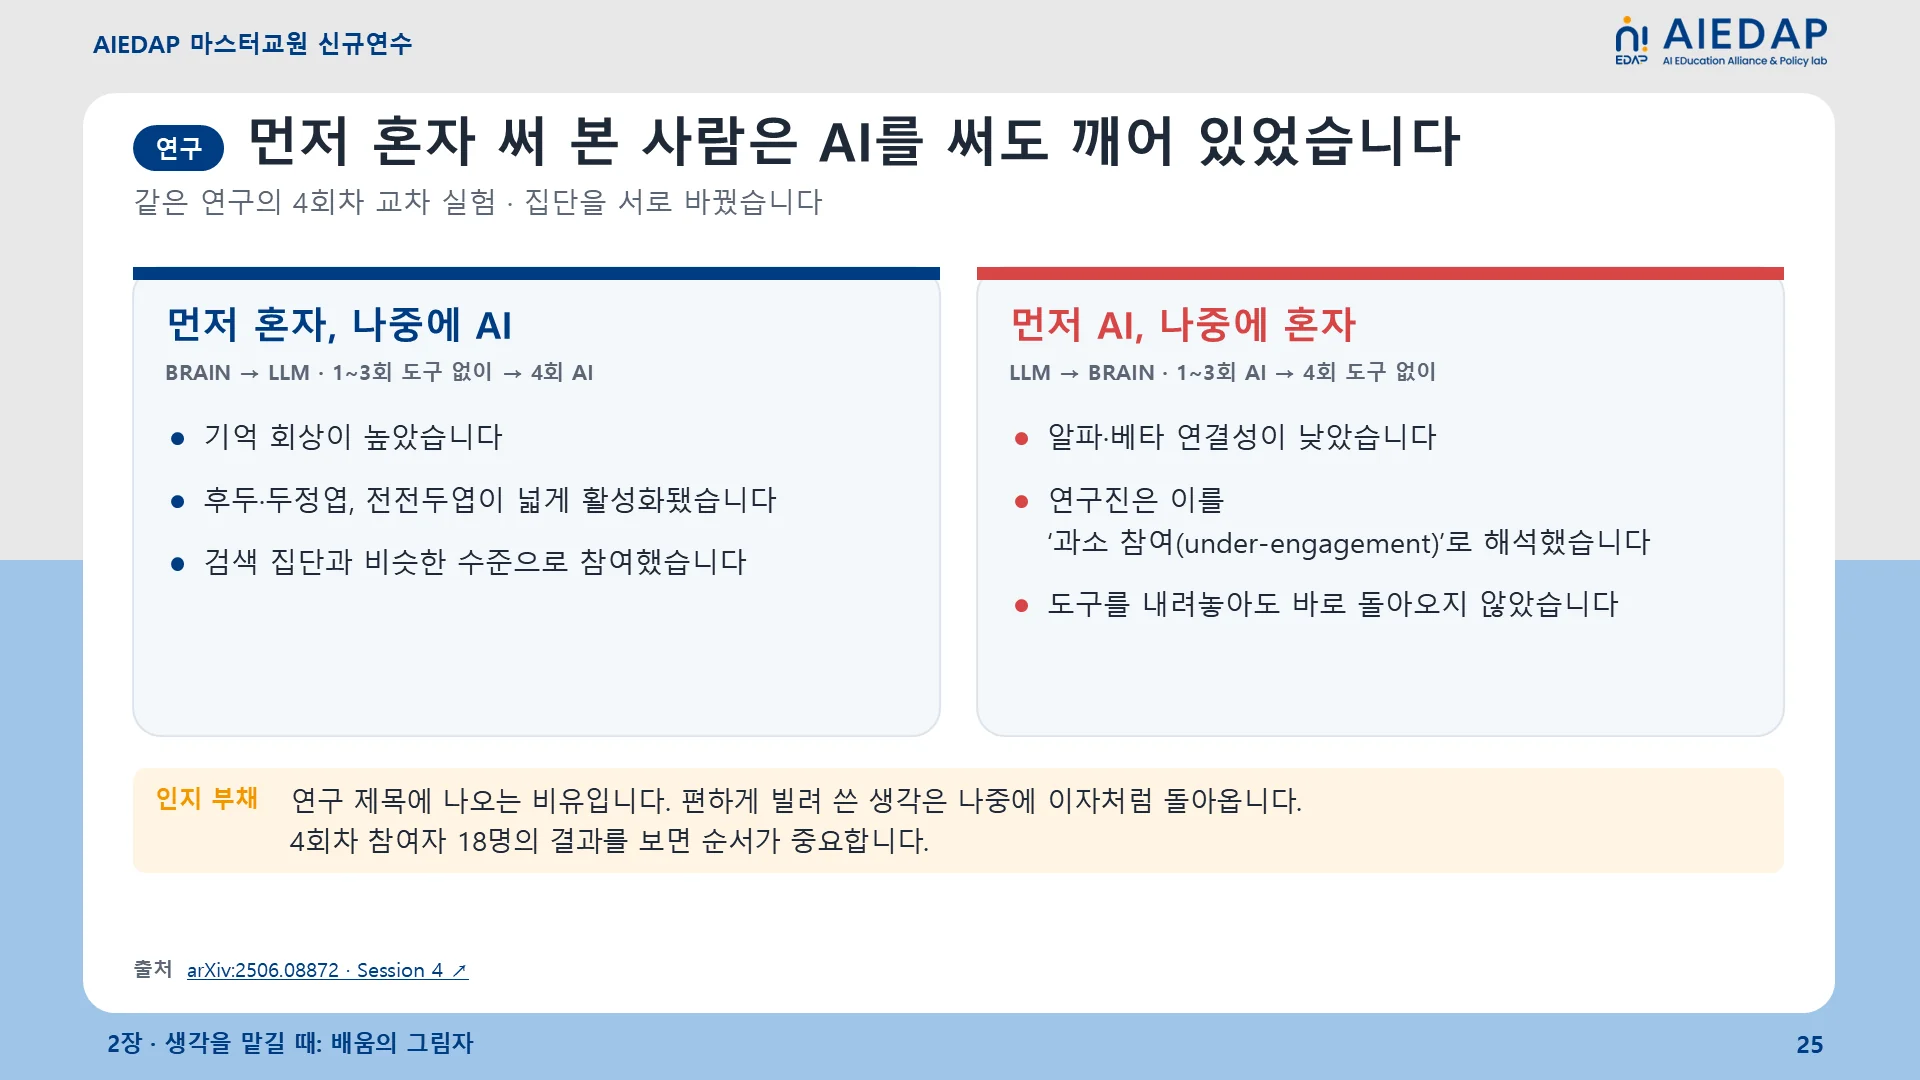 AIEDAP 마스터교원 신규연수
EDAP
AIEDAP
AI EDucation Alliance & Policy lab
연구
먼저 혼자 써 본 사람은 AI를 써도 깨어 있었습니다
같은 연구의 4회차 교차 실험 · 집단을 서로 바꿨습니다
먼저 혼자, 나중에 AI
BRAIN → LLM · 1~3회 도구 없이 → 4회 AI
● 기억 회상이 높았습니다
● 후두·두정엽, 전전두엽이 넓게 활성화됐습니다
● 검색 집단과 비슷한 수준으로 참여했습니다
먼저 AI, 나중에 혼자
LLM → BRAIN · 1~3회 AI → 4회 도구 없이
● 알파·베타 연결성이 낮았습니다
● 연구진은 이를
‘과소 참여(under-engagement)’로 해석했습니다
● 도구를 내려놓아도 바로 돌아오지 않았습니다
인지 부채
연구 제목에 나오는 비유입니다. 편하게 빌려 쓴 생각은 나중에 이자처럼 돌아옵니다.
4회차 참여자 18명의 결과를 보면 순서가 중요합니다.
출처 arXiv:2506.08872 · Session 4 ↗
2장 · 생각을 맡길 때: 배움의 그림자
25